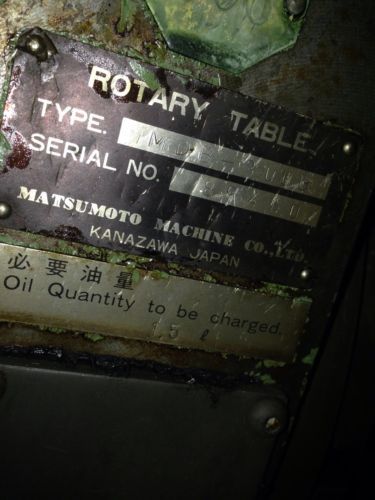 ROTARY TABLE
TYPE.
SERIAL NO.
MATSUMOTO MACHINE CO.,LTD.
KANAZAWA JAPAN
必要油量
Oil Quantity to be charged.
1.5 ℓ